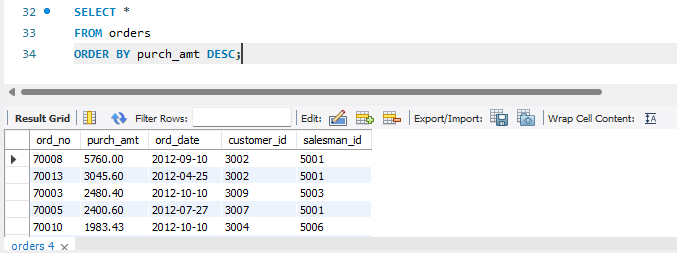 32 SELECT *
33 FROM orders
34 ORDER BY purch_amt DESC;
Result Grid Filter Rows: Edit: Export/Import: Wrap Cell Content: IA
ord_no purch_amt ord_date customer_id salesman_id
70008 5760.00 2012-09-10 3002 5001
70013 3045.60 2012-04-25 3002 5001
70003 2480.40 2012-10-10 3009 5003
70005 2400.60 2012-07-27 3007 5001
70010 1983.43 2012-10-10 3004 5006
orders 4 ×